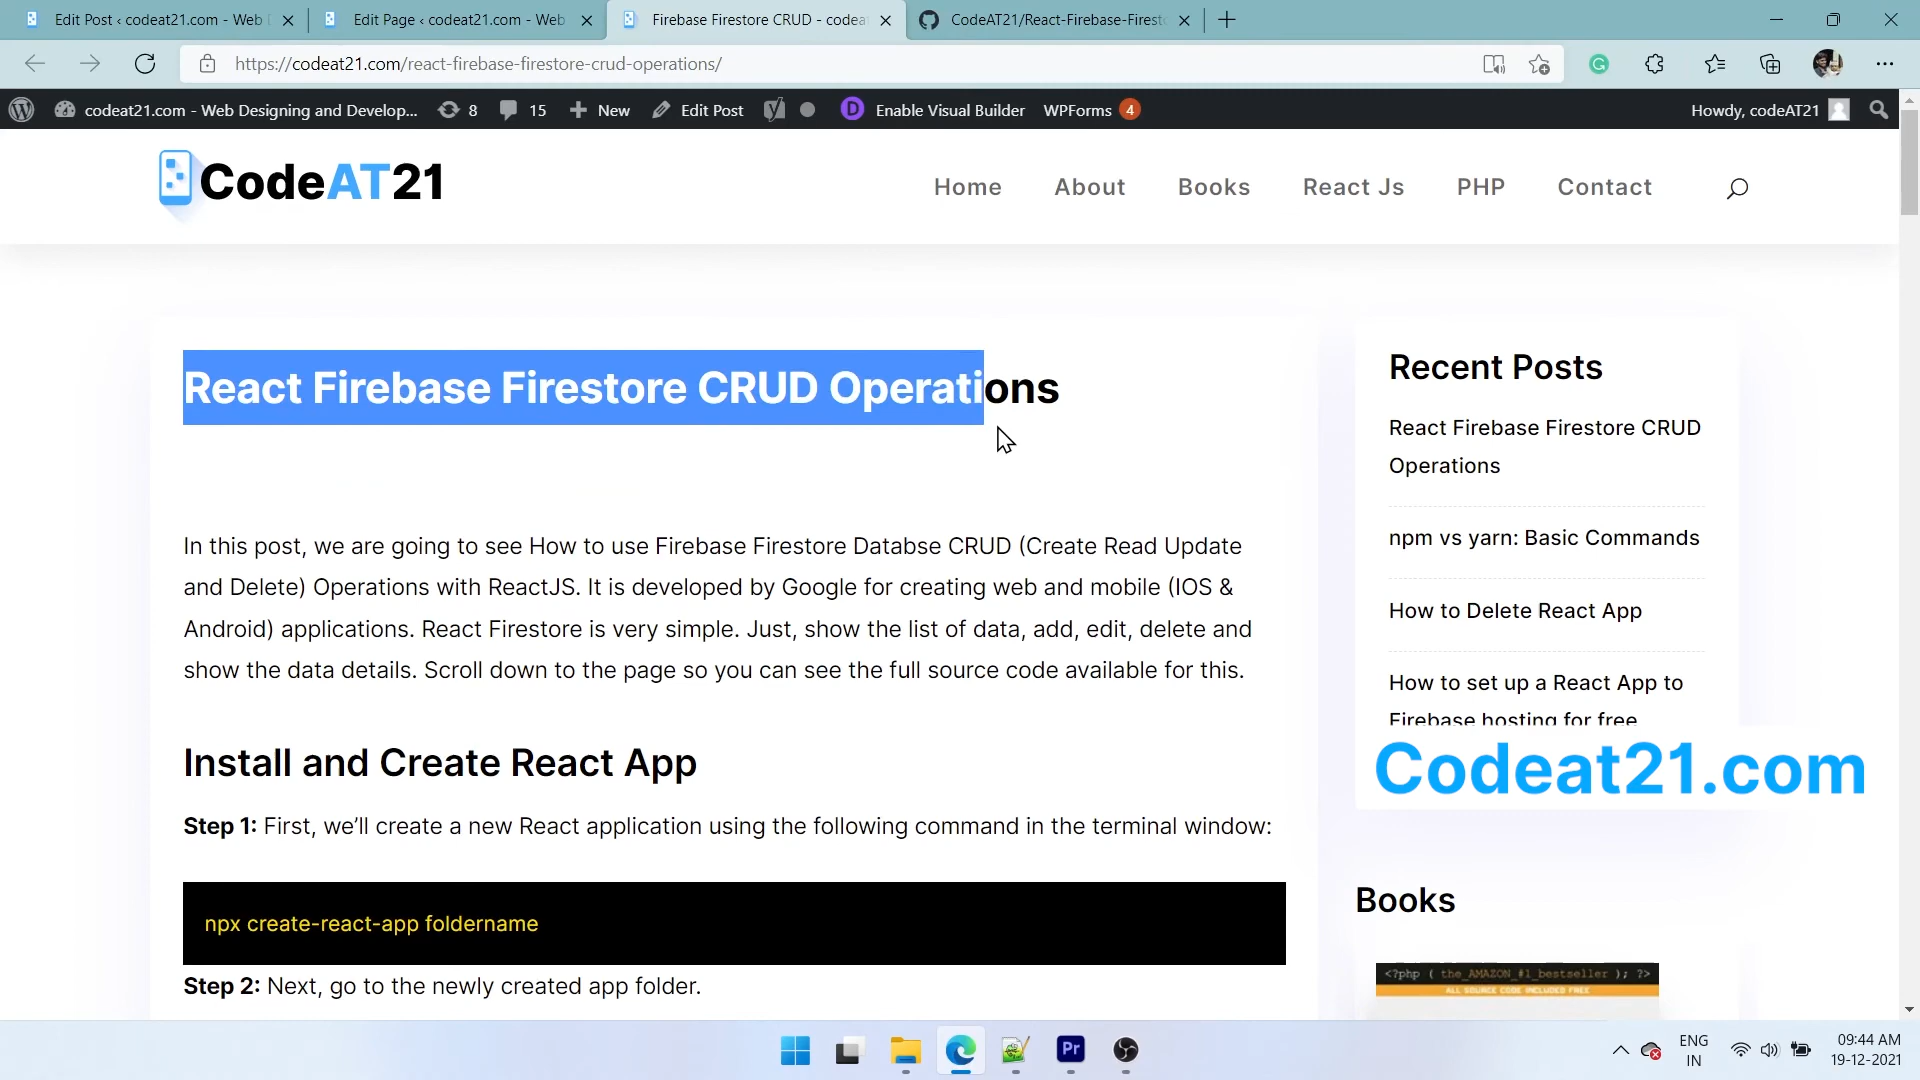 Edit Post ‹ codeat21.com - Web D
Edit Page ‹ codeat21.com - Web
Firebase Firestore CRUD - codea
CodeAT21/React-Firebase-Firest
https://codeat21.com/react-firebase-firestore-crud-operations/
codeat21.com - Web Designing and Develop...
8
15
New
Edit Post
D
Enable Visual Builder
WPForms 4
Howdy, codeAT21
CodeAT21
Home
About
Books
React Js
PHP
Contact
React Firebase Firestore CRUD Operations
In this post, we are going to see How to use Firebase Firestore Databse CRUD (Create Read Update
and Delete) Operations with ReactJS. It is developed by Google for creating web and mobile (IOS &
Android) applications. React Firestore is very simple. Just, show the list of data, add, edit, delete and
show the data details. Scroll down to the page so you can see the full source code available for this.
Install and Create React App
Step 1: First, we’ll create a new React application using the following command in the terminal window:
npx create-react-app foldername
Step 2: Next, go to the newly created app folder.
Recent Posts
React Firebase Firestore CRUD
Operations
npm vs yarn: Basic Commands
How to Delete React App
How to set up a React App to
Firebase hosting for free
Codeat21.com
Books
<?php ( the_AMAZON_#1_bestseller ); ?>
ALL SOURCE CODE INCLUDED FREE
Pr
ENG
IN
09:44 AM
19-12-2021